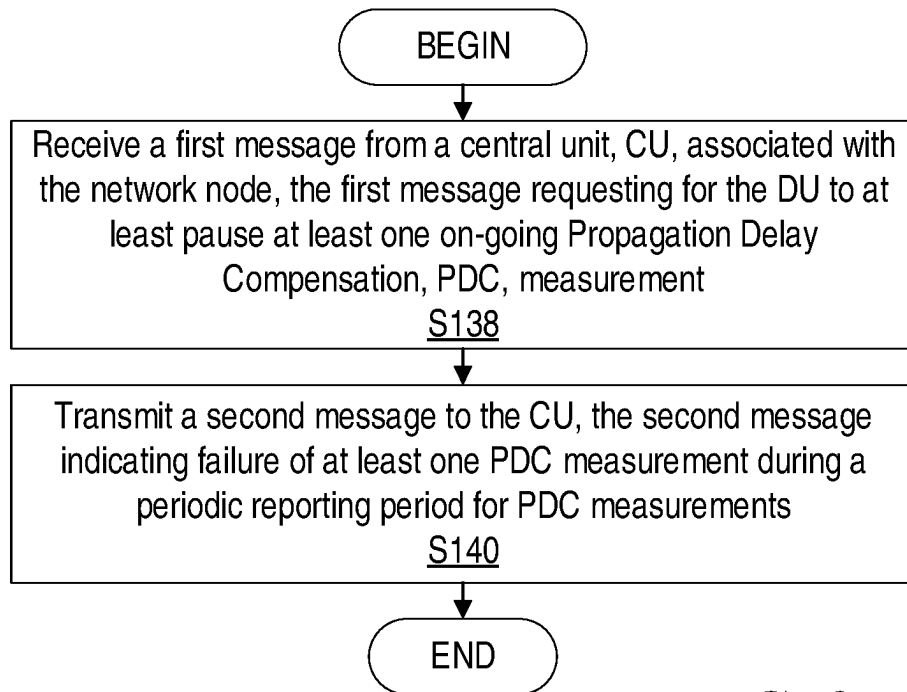 BEGIN
Receive a first message from a central unit, CU, associated with
the network node, the first message requesting for the DU to at
least pause at least one on-going Propagation Delay
Compensation, PDC, measurement
S138
Transmit a second message to the CU, the second message
indicating failure of at least one PDC measurement during a
periodic reporting period for PDC measurements
S140
END